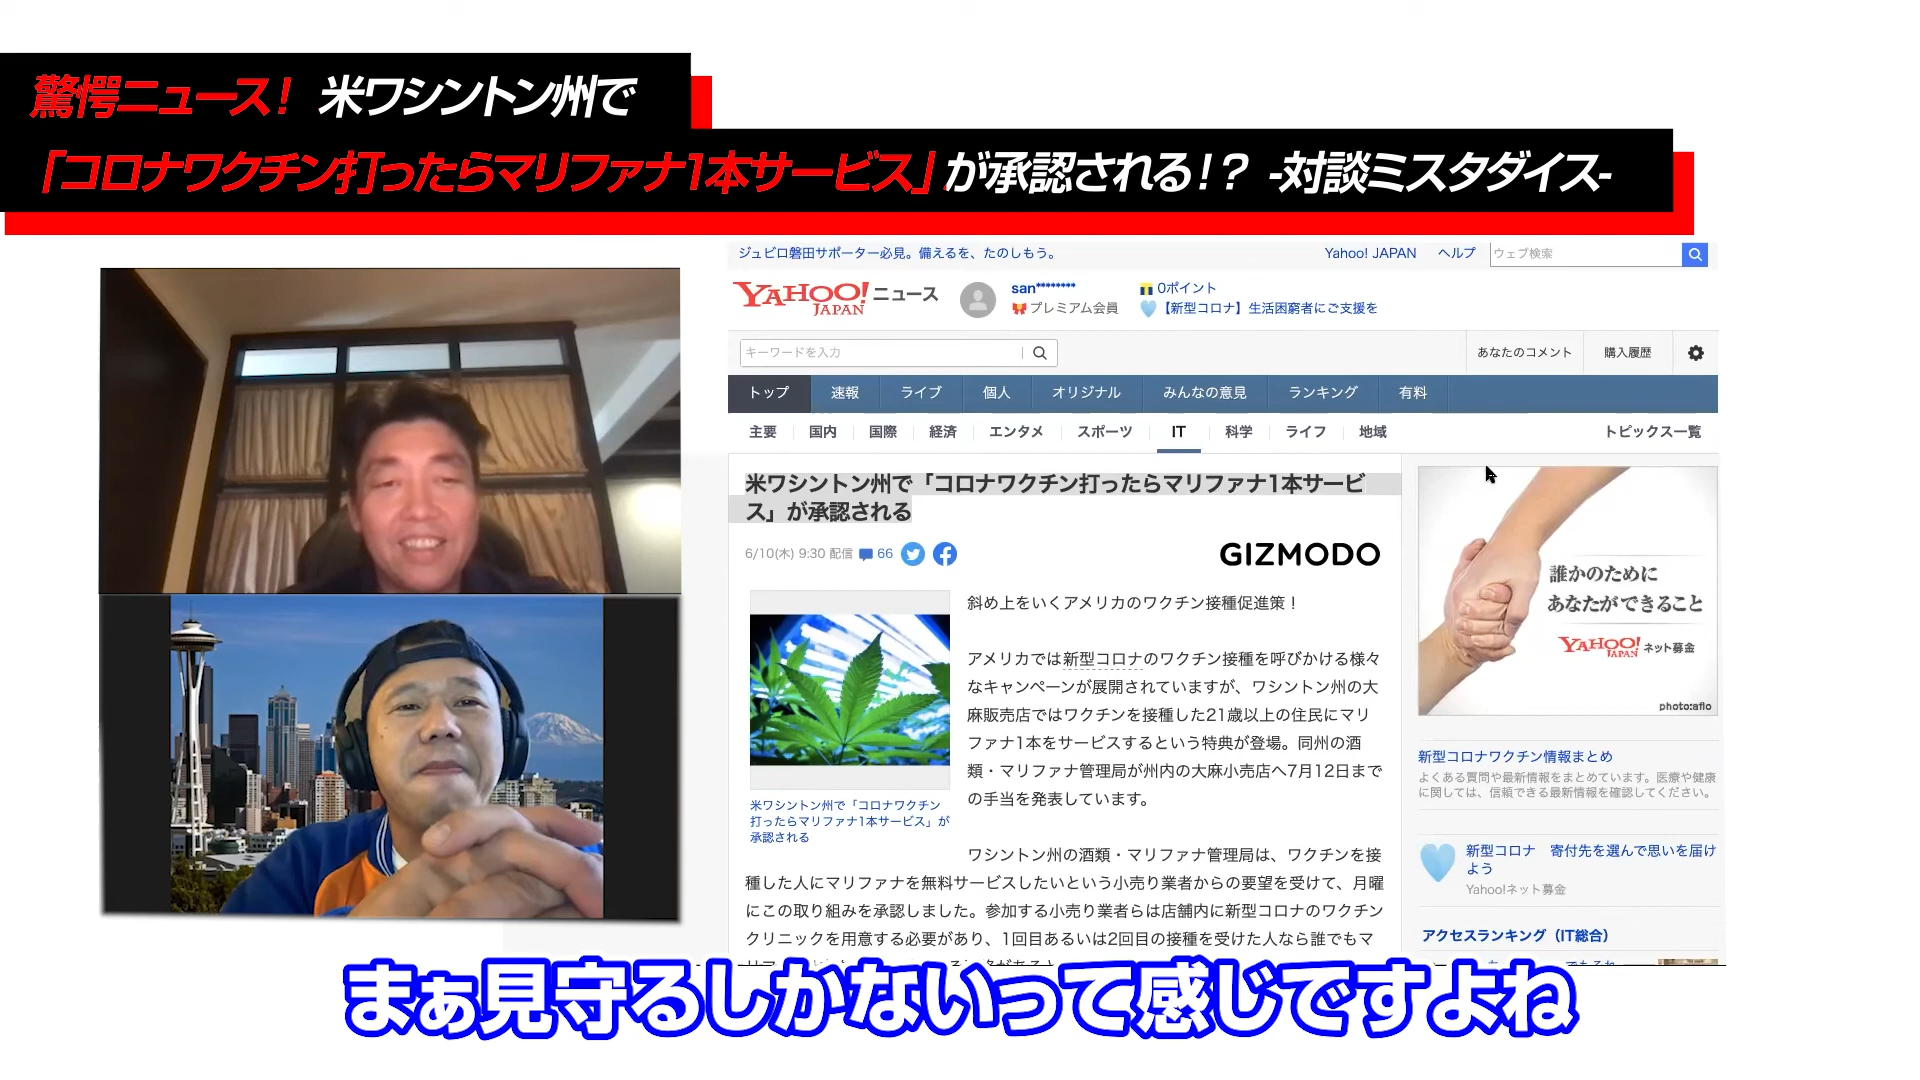 驚愕ニュース！ 米ワシントン州で
「コロナワクチン打ったらマリファナ1本サービス」が承認される！？ -対談ミスタダイス-
ジュビロ磐田サポーター必見。備えるを、たのしもう。
Yahoo! JAPAN ヘルプ ウェブ検索
YAHOO! JAPAN ニュース
san********
プレミアム会員
0ポイント
【新型コロナ】生活困窮者にご支援を
キーワードを入力
あなたのコメント 購入履歴
トップ 速報 ライブ 個人 オリジナル みんなの意見 ランキング 有料
主要 国内 国際 経済 エンタメ スポーツ IT 科学 ライフ 地域 トピックス一覧
米ワシントン州で「コロナワクチン打ったらマリファナ1本サービ
ス」が承認される
6/10(木) 9:30 配信 66
GIZMODO
斜め上をいくアメリカのワクチン接種促進策！
アメリカでは新型コロナのワクチン接種を呼びかける様々
なキャンペーンが展開されていますが、ワシントン州の大
麻販売店ではワクチンを接種した21歳以上の住民にマリ
ファナ1本をサービスするという特典が登場。同州の酒
類・マリファナ管理局が州内の大麻小売店へ7月12日まで
の手当を発表しています。
米ワシントン州で「コロナワクチン
打ったらマリファナ1本サービス」が
承認される
ワシントン州の酒類・マリファナ管理局は、ワクチンを接
種した人にマリファナを無料サービスしたいという小売り業者からの要望を受けて、月曜
にこの取り組みを承認しました。参加する小売り業者らは店舗内に新型コロナのワクチン
クリニックを用意する必要があり、1回目あるいは2回目の接種を受けた人なら誰でもマ
誰かのために
あなたができること
YAHOO! JAPAN ネット募金
photo:aflo
新型コロナワクチン情報まとめ
よくある質問や最新情報をまとめています。医療や健康
に関しては、信頼できる最新情報を確認してください。
新型コロナ 寄付先を選んで思いを届け
よう
Yahoo!ネット募金
アクセスランキング（IT総合）
まぁ見守るしかないって感じですよね